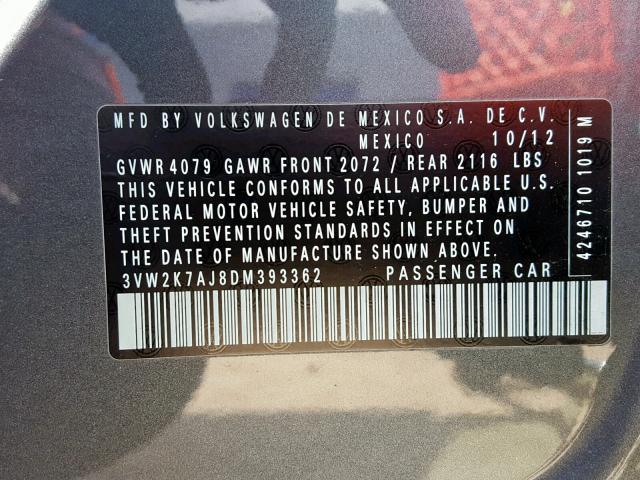 MFD BY VOLKSWAGEN DE MEXICO S.A. DE C.V.
MEXICO 10/12
GVWR 4079 GAWR FRONT 2072 / REAR 2116 LBS
THIS VEHICLE CONFORMS TO ALL APPLICABLE U.S.
FEDERAL MOTOR VEHICLE SAFETY, BUMPER AND
THEFT PREVENTION STANDARDS IN EFFECT ON
THE DATE OF MANUFACTURE SHOWN ABOVE.
3VW2K7AJ8DM393362 PASSENGER CAR
4246710 1019 M